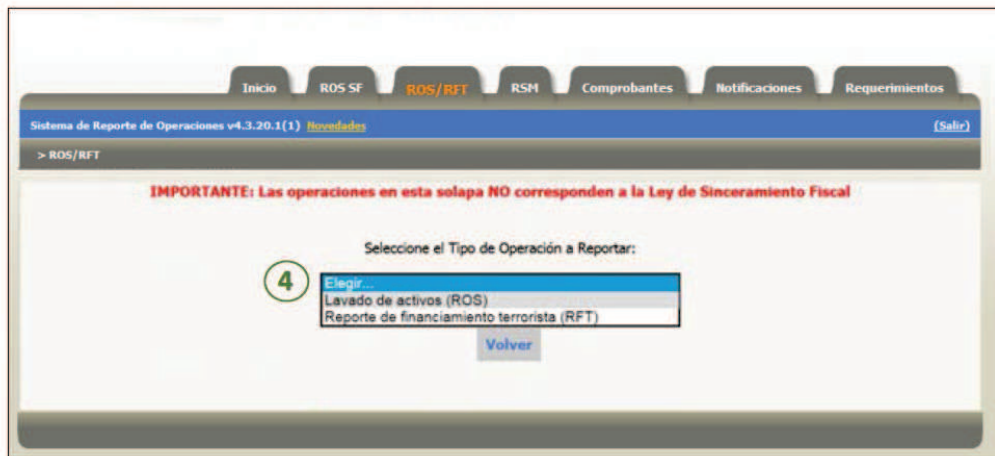 Inicio ROS SF ROS/RFT RSM Comprobantes Notificaciones Requerimientos
Sistema de Reporte de Operaciones v4.3.20.1(1) Novedades (Salir)
> ROS/RFT
IMPORTANTE: Las operaciones en esta solapa NO corresponden a la Ley de Sinceramiento Fiscal
Seleccione el Tipo de Operación a Reportar:
4 Elegir...
Lavado de activos (ROS)
Reporte de financiamiento terrorista (RFT)
Volver